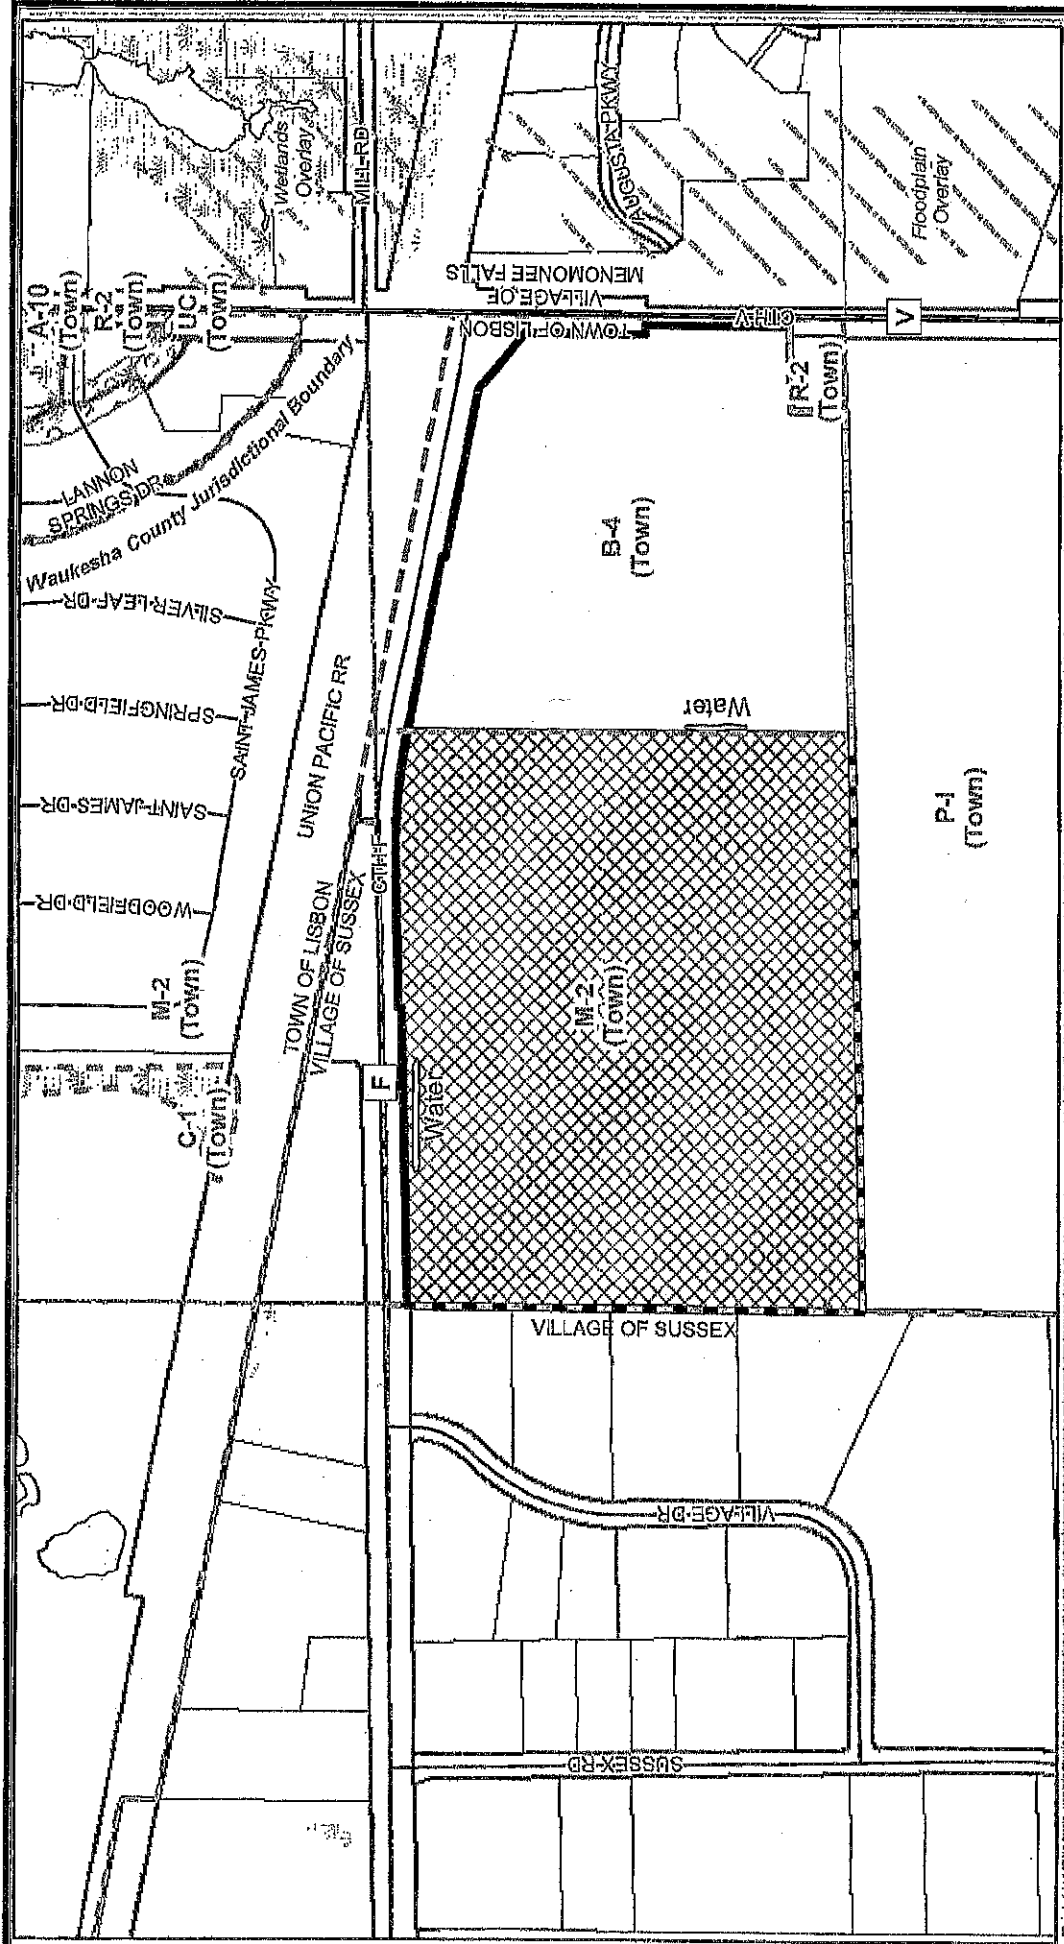 A-10
(Town)
R-2
(Town)
UC
(Town)
Wetlands
Overlay
MILL-RD
AUGUSTA-PKWY
Floodplain
Overlay
VILLAGE OF
MENOMONEE FALLS
TOWN OF LISBON
CTH-V
V
R-2
(Town)
LANNON
SPRINGS-DR
Waukesha County Jurisdictional Boundary
SILVER-LEAF-DR
SPRINGFIELD-DR
SAINT-JAMES-DR
WOODFIELD-DR
SAINT-JAMES-PKWY
UNION PACIFIC RR
B-4
(Town)
Water
P-1
(Town)
M-2
(Town)
TOWN OF LISBON
VILLAGE OF SUSSEX
CTH-F
F
Water
M-2
(Town)
C-1
(Town)
VILLAGE OF SUSSEX
VILLAGE-DR
SUSSEX-RD